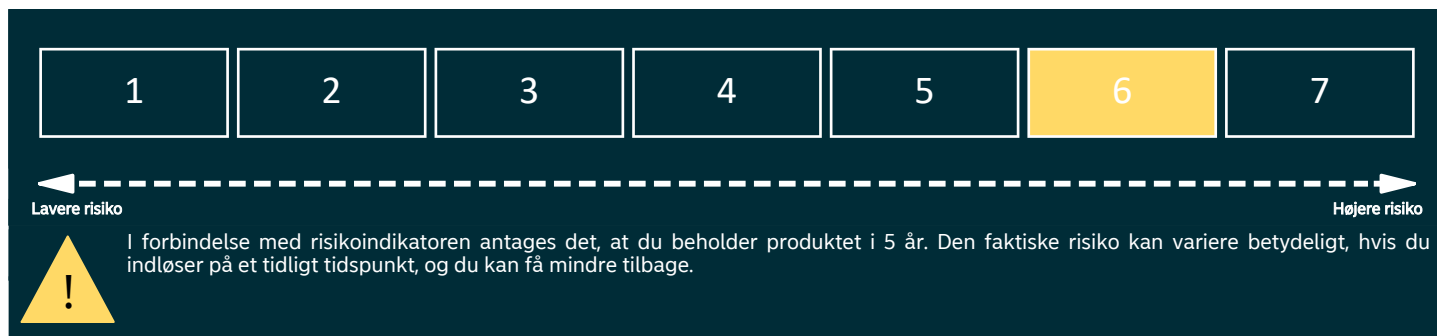 1 2 3 4 5 6 7
Lavere risiko Højere risiko
I forbindelse med risikoindikatoren antages det, at du beholder produktet i 5 år. Den faktiske risiko kan variere betydeligt, hvis du
indløser på et tidligt tidspunkt, og du kan få mindre tilbage.
!